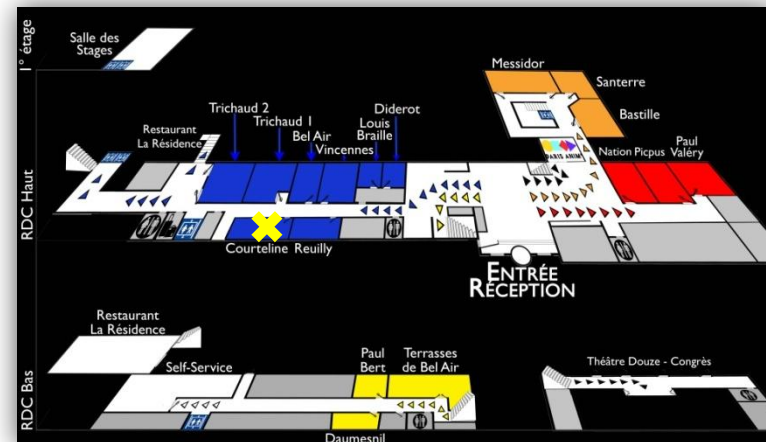 1° étage
Salle des
Stages
Messidor
Santerre
Bastille
RDC Haut
Trichaud 2
Trichaud 1
Bel Air
Vincennes
Louis
Braille
Diderot
Restaurant
La Résidence
PARIS ANIM'
Nation Picpus
Paul
Valéry
Courteline Reuilly
ENTRÉE
RÉCEPTION
RDC Bas
Restaurant
La Résidence
Self-Service
Paul
Bert
Terrasses
de Bel Air
Théâtre Douze - Congrès
Daumesnil